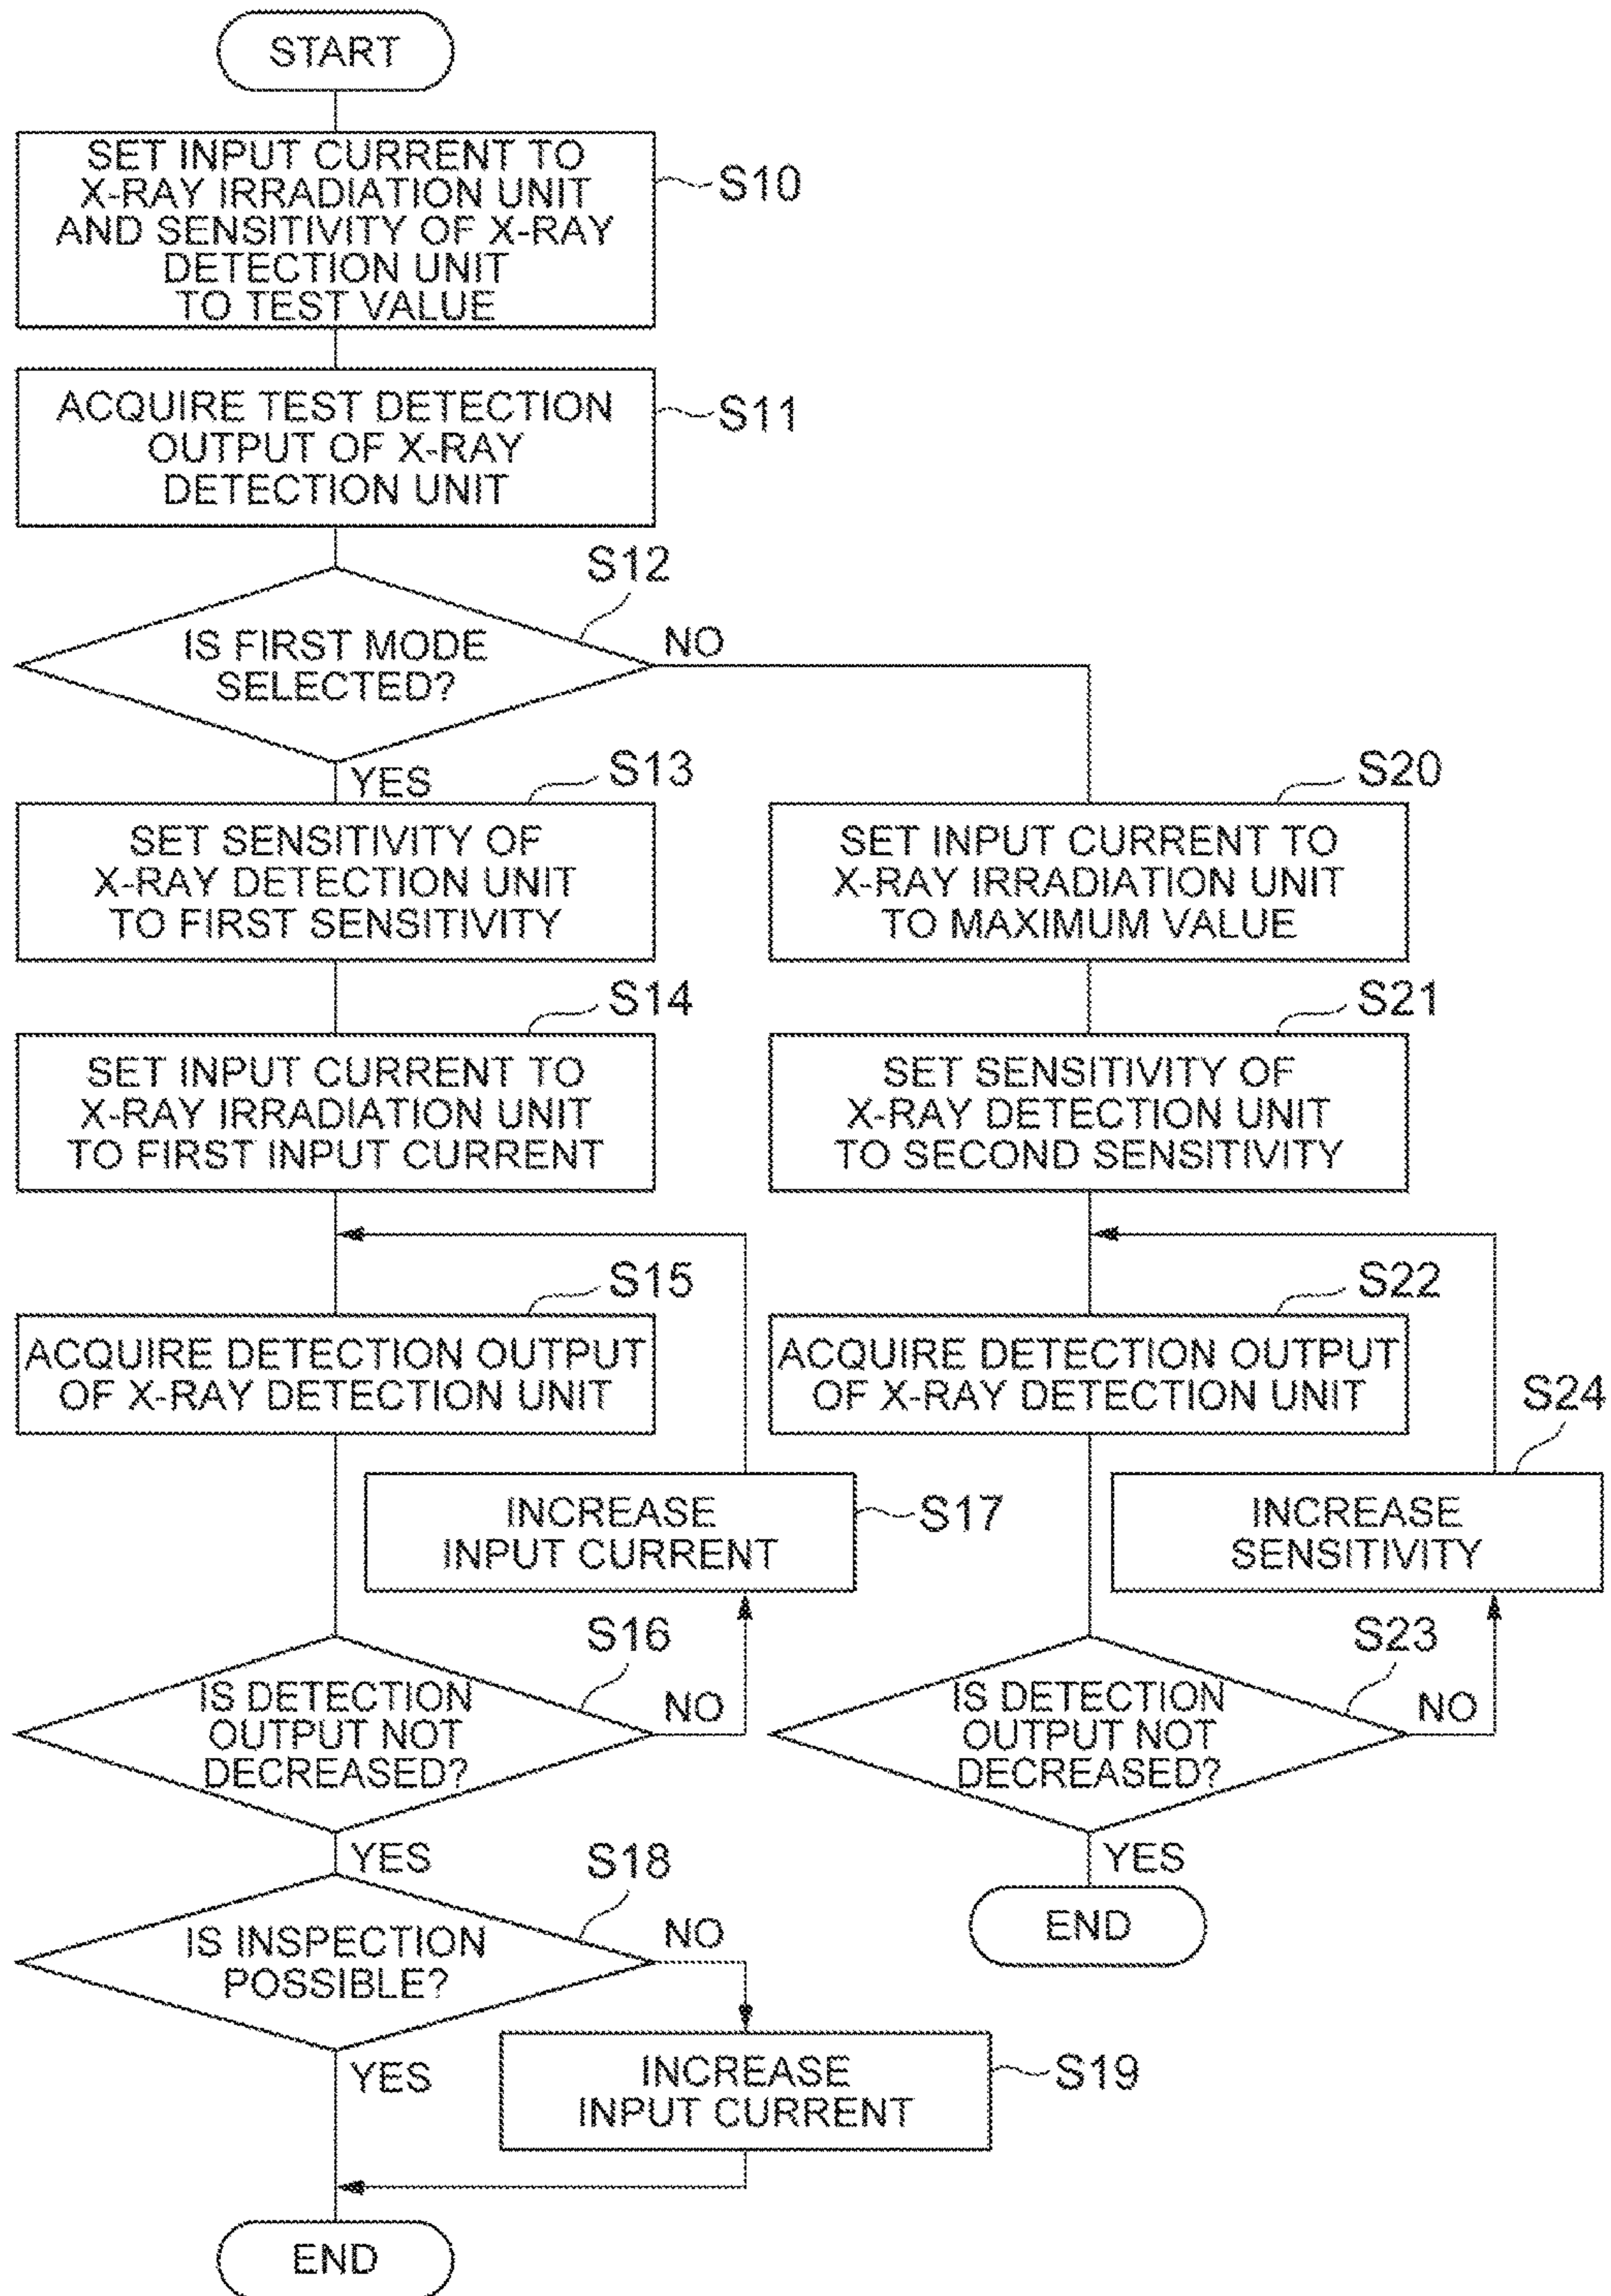 START
SET INPUT CURRENT TO
X-RAY IRRADIATION UNIT
AND SENSITIVITY OF X-RAY
DETECTION UNIT
TO TEST VALUE
S10
ACQUIRE TEST DETECTION
OUTPUT OF X-RAY
DETECTION UNIT
S11
S12
IS FIRST MODE
SELECTED?
NO
YES
S13
SET SENSITIVITY OF
X-RAY DETECTION UNIT
TO FIRST SENSITIVITY
S14
SET INPUT CURRENT TO
X-RAY IRRADIATION UNIT
TO FIRST INPUT CURRENT
S15
ACQUIRE DETECTION OUTPUT
OF X-RAY DETECTION UNIT
INCREASE
INPUT CURRENT
S17
S16
IS DETECTION
OUTPUT NOT
DECREASED?
NO
YES
S18
IS INSPECTION
POSSIBLE?
NO
YES
INCREASE
INPUT CURRENT
S19
END
S20
SET INPUT CURRENT TO
X-RAY IRRADIATION UNIT
TO MAXIMUM VALUE
S21
SET SENSITIVITY OF
X-RAY DETECTION UNIT
TO SECOND SENSITIVITY
S22
ACQUIRE DETECTION OUTPUT
OF X-RAY DETECTION UNIT
S24
INCREASE
SENSITIVITY
S23
IS DETECTION
OUTPUT NOT
DECREASED?
NO
YES
END